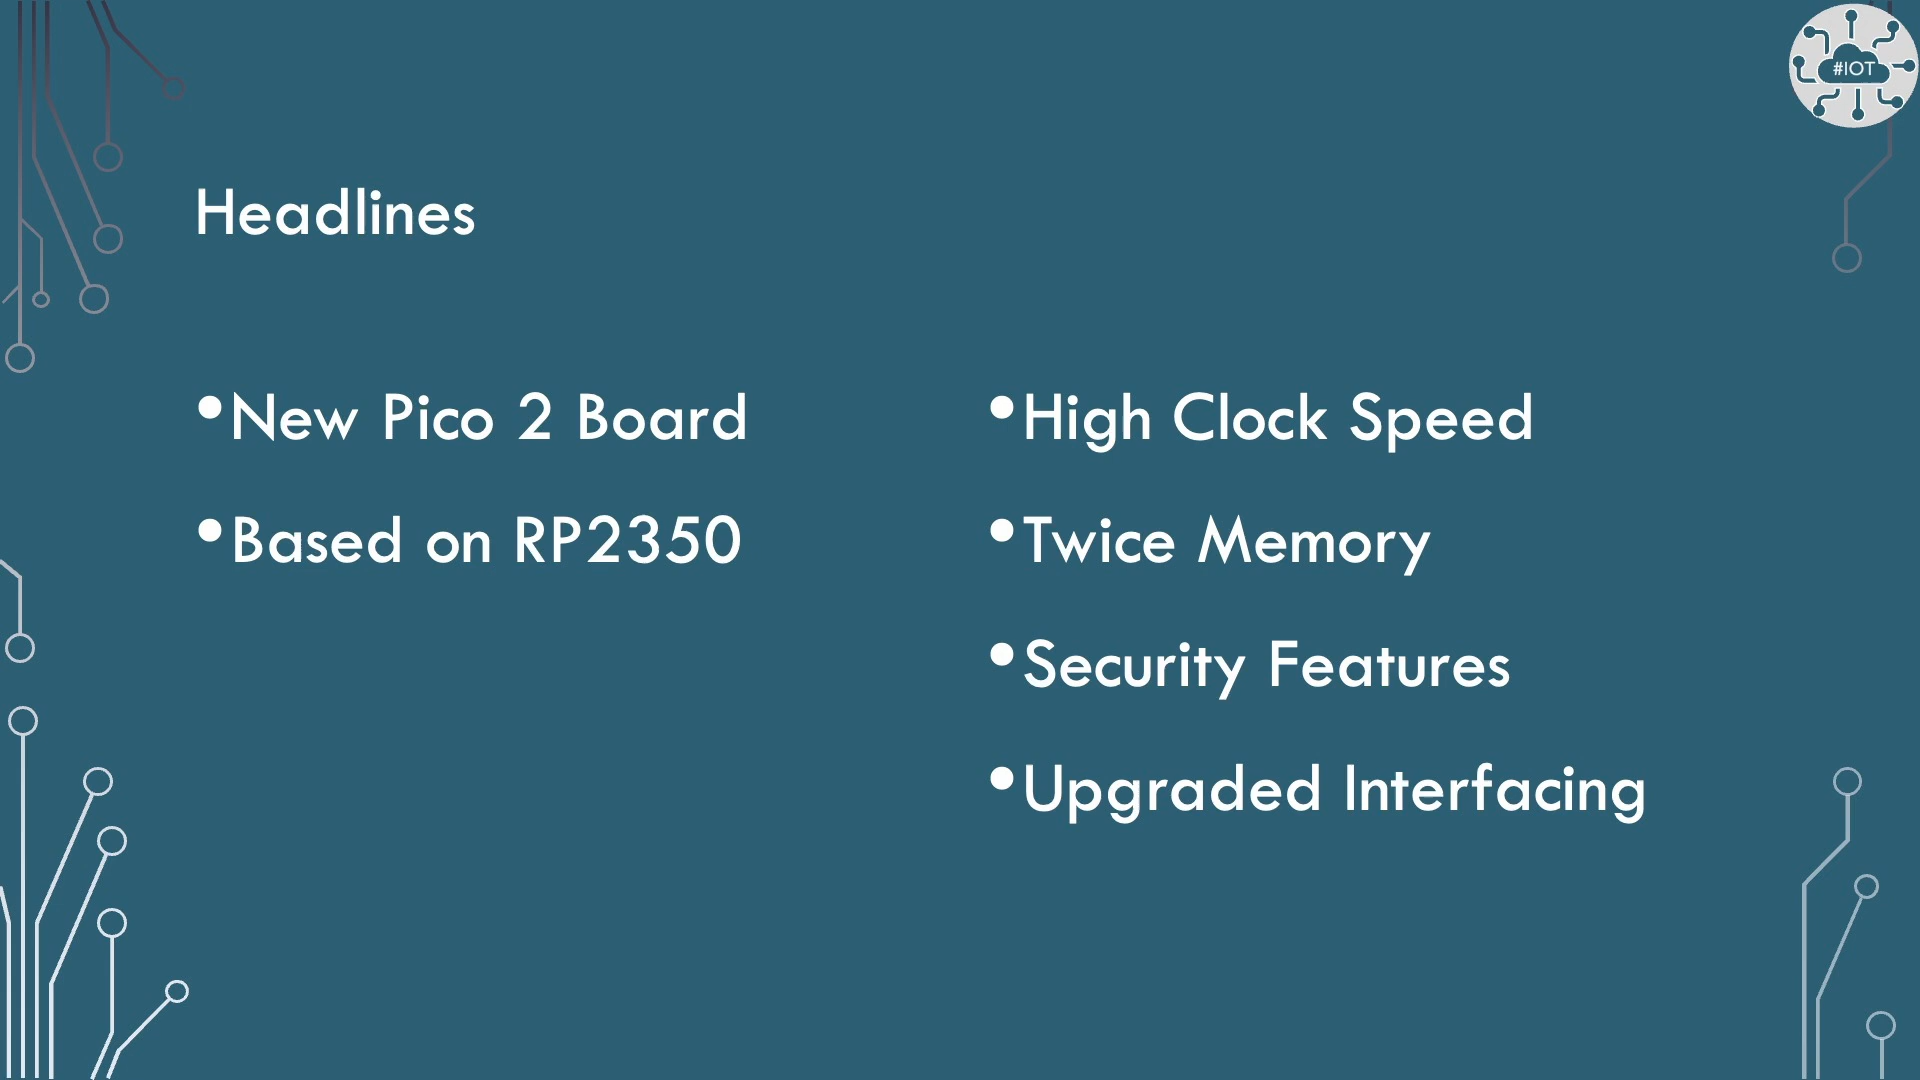 #IOT
Headlines
•New Pico 2 Board
•Based on RP2350
•High Clock Speed
•Twice Memory
•Security Features
•Upgraded Interfacing